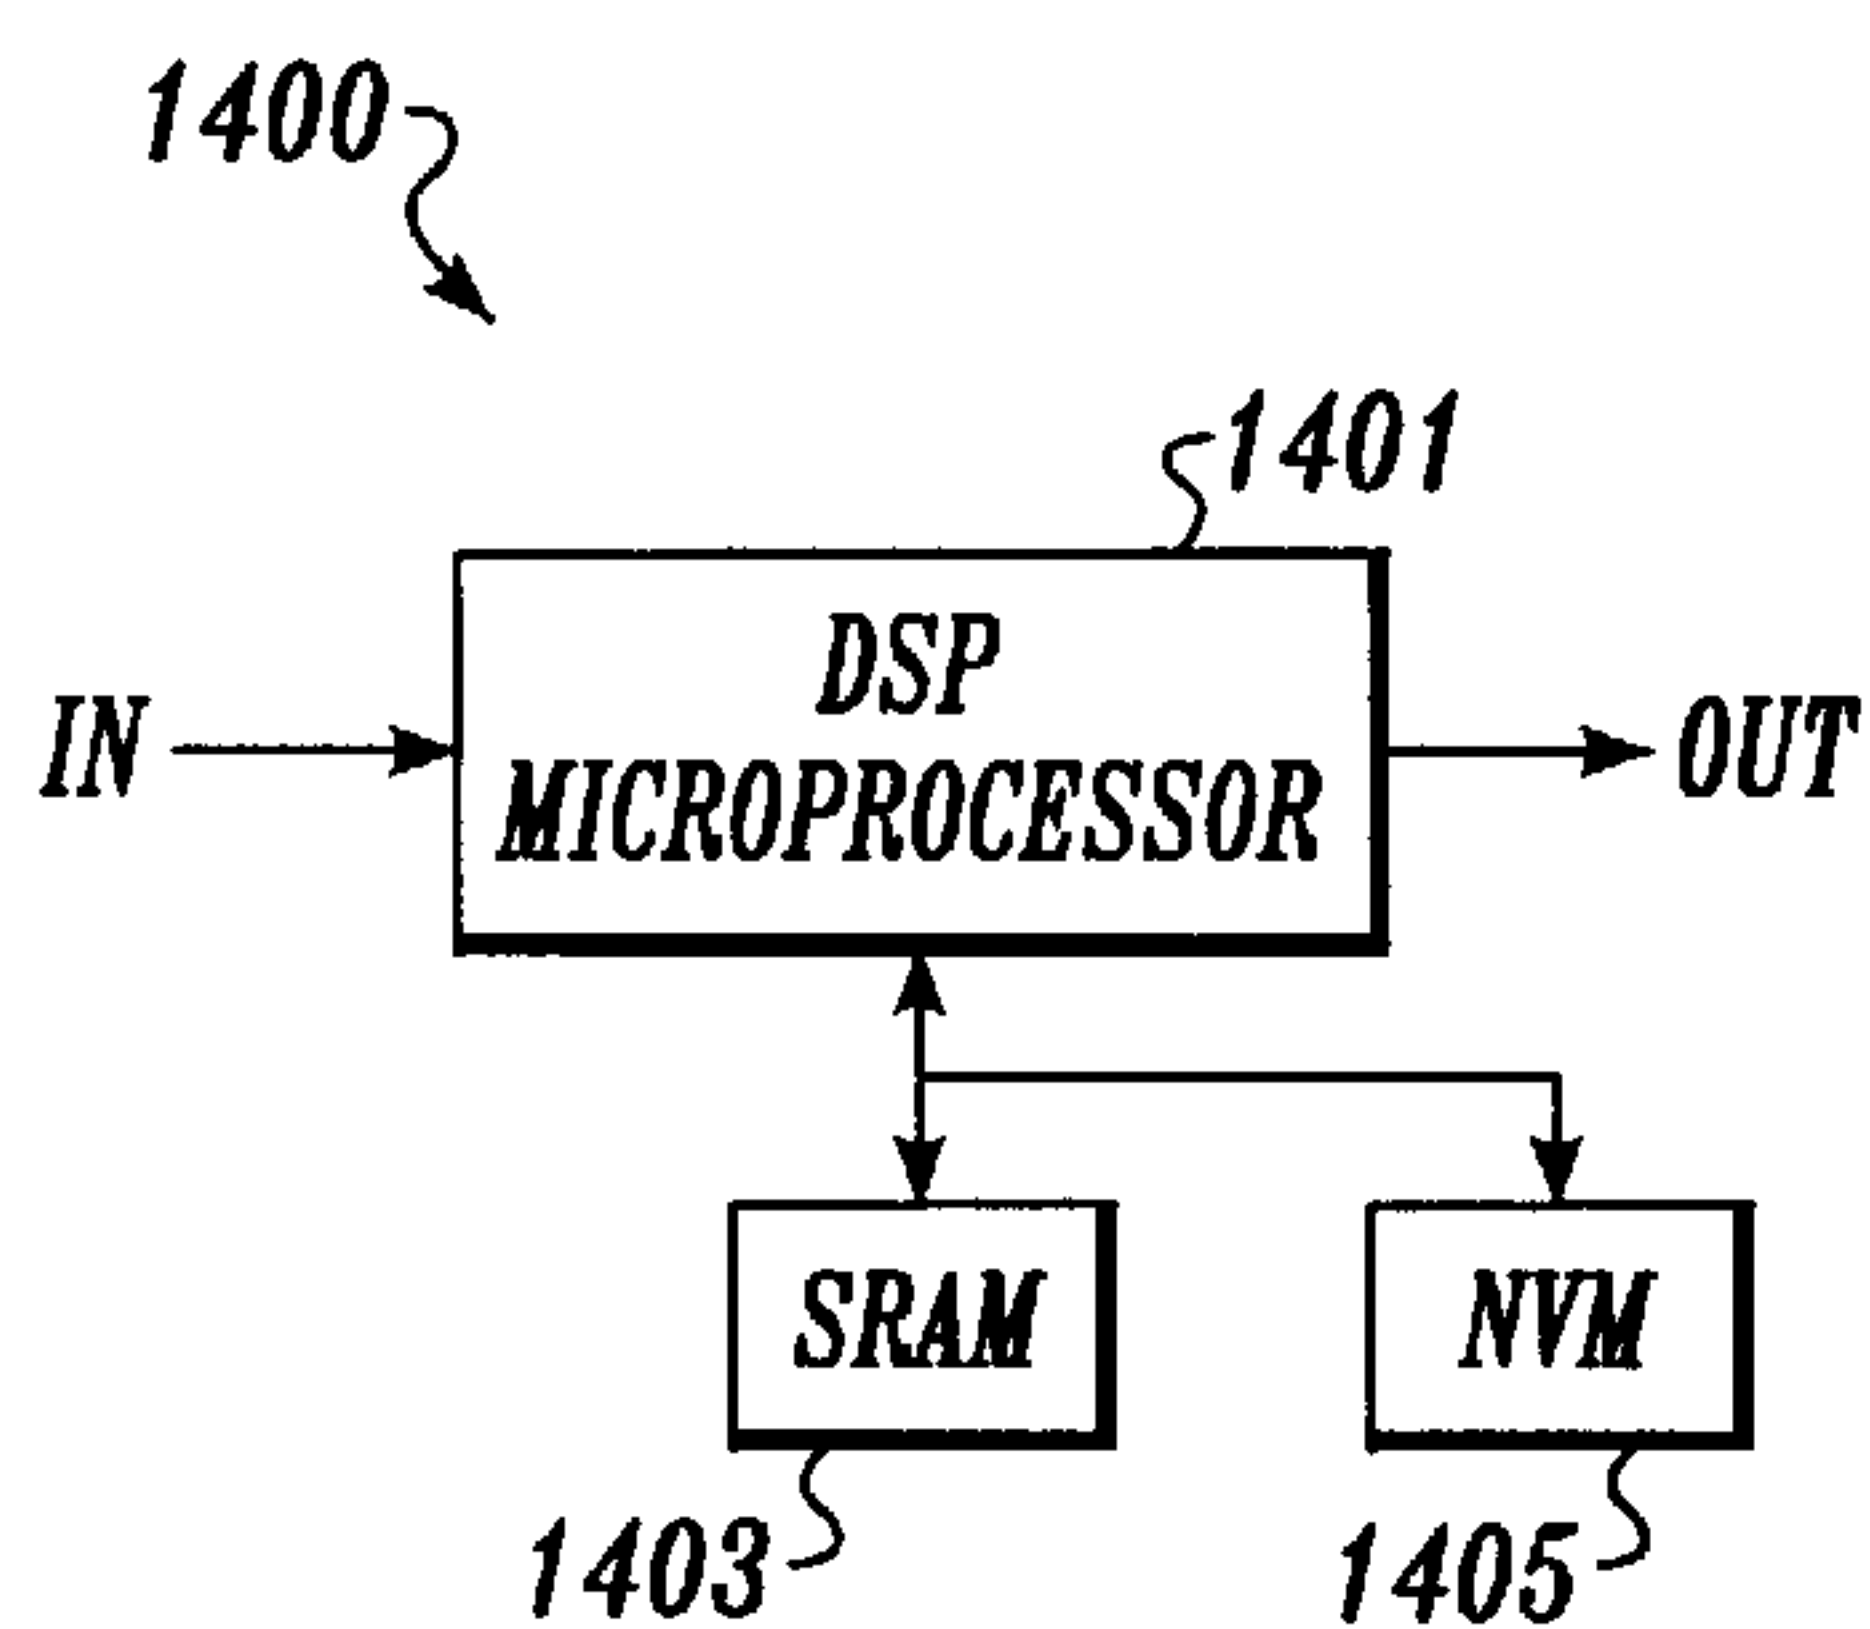 1400
1401
DSP
MICROPROCESSOR
IN
OUT
SRAM
NVM
1403
1405